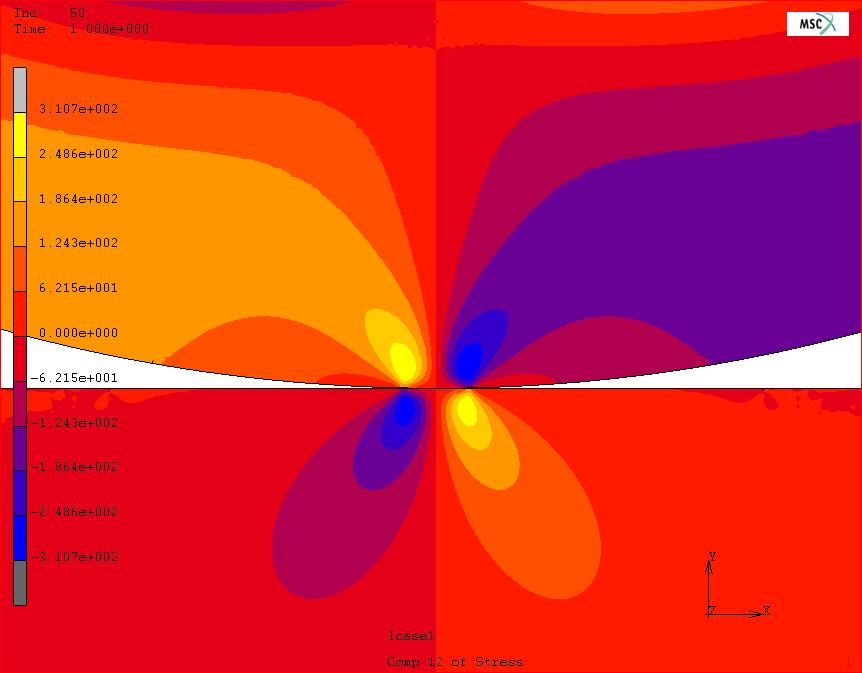 Inc: 50
Time: 1.000e+000
MSC
3.107e+002
2.486e+002
1.864e+002
1.243e+002
6.215e+001
0.000e+000
-6.215e+001
-1.243e+002
-1.864e+002
-2.486e+002
-3.107e+002
Y
Z X
lcase1
Comp 12 of Stress
1